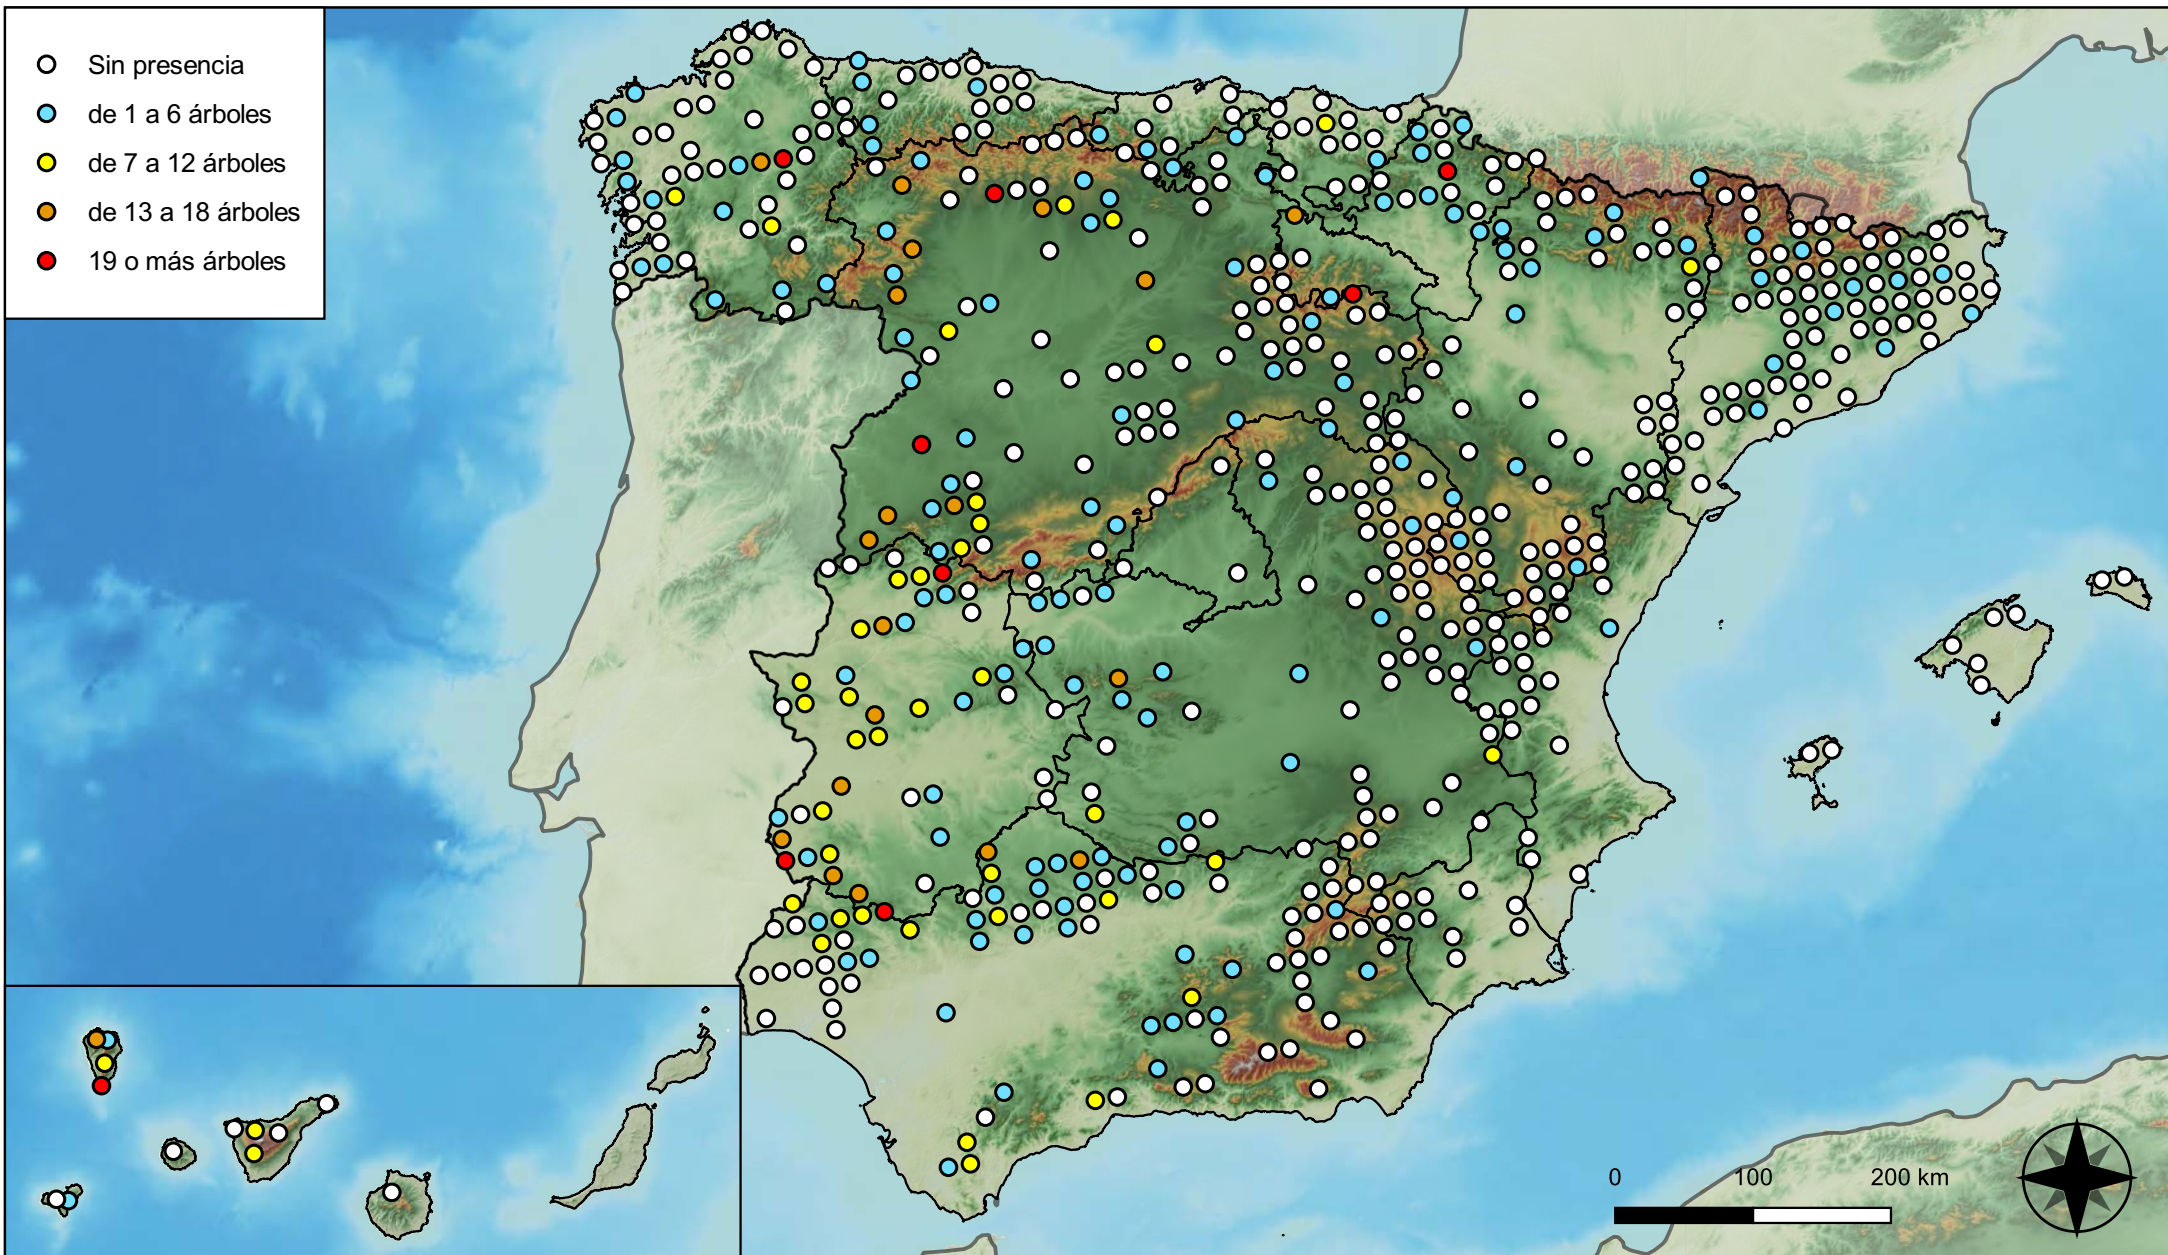 Sin presencia
de 1 a 6 árboles
de 7 a 12 árboles
de 13 a 18 árboles
19 o más árboles
0 100 200 km